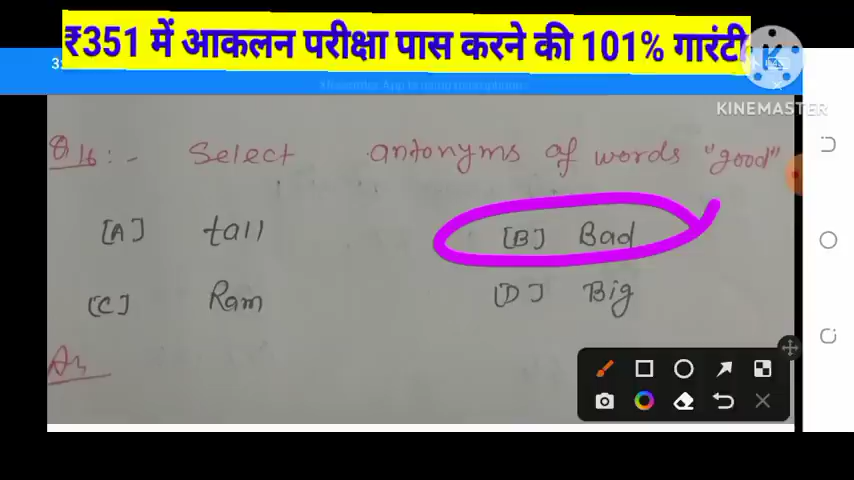 ₹351 में आकलन परीक्षा पास करने की 101% गारंटी
KINEMASTER
Q16:- Select antonyms of words "good"
[A] tall
[B] Bad
[C] Ram
[D] Big
Ans